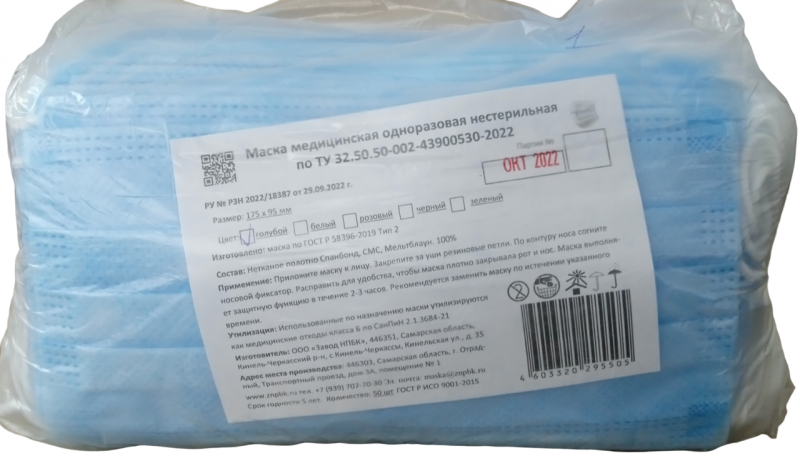 1
Маска медицинская одноразовая нестерильная
по ТУ 32.50.50-002-43900530-2022
Партия №
ОКТ 2022
РУ № РЗН 2022/18387 от 29.09.2022 г.
Размер: 175 х 95 мм
Цвет: голубой белый розовый черный зеленый
Изготовлено: маска по ГОСТ Р 58396-2019 Тип 2
Состав: Нетканое полотно Спанбонд, СМС, Мельтблаун. 100%
Применение: Приложите маску к лицу. Закрепите за уши резиновые петли. По контуру носа согните
носовой фиксатор. Расправить для удобства, чтобы маска плотно закрывала рот и нос. Маска выполня-
ет защитную функцию в течение 2-3 часов. Рекомендуется заменить маску по истечении указанного
времени.
Утилизация: Использованные по назначению маски утилизируются
как медицинские отходы класса Б по СанПиН 2.1.3684-21
Изготовитель: ООО «Завод НПБК», 446351, Самарская область,
Кинель-Черкасский р-н, с Кинель-Черкассы, Кинельская ул., д. 35
Адрес места производства: 446303, Самарская область, г. Отрад-
ный, Транспортный проезд, дом 3А, помещение № 1
www.znpbk.ru тел. +7 (939) 707-70-30 Эл. почта: maska@znpbk.ru
Срок годности 5 лет. Количество: 50 шт ГОСТ Р ИСО 9001-2015
4 603320 295505